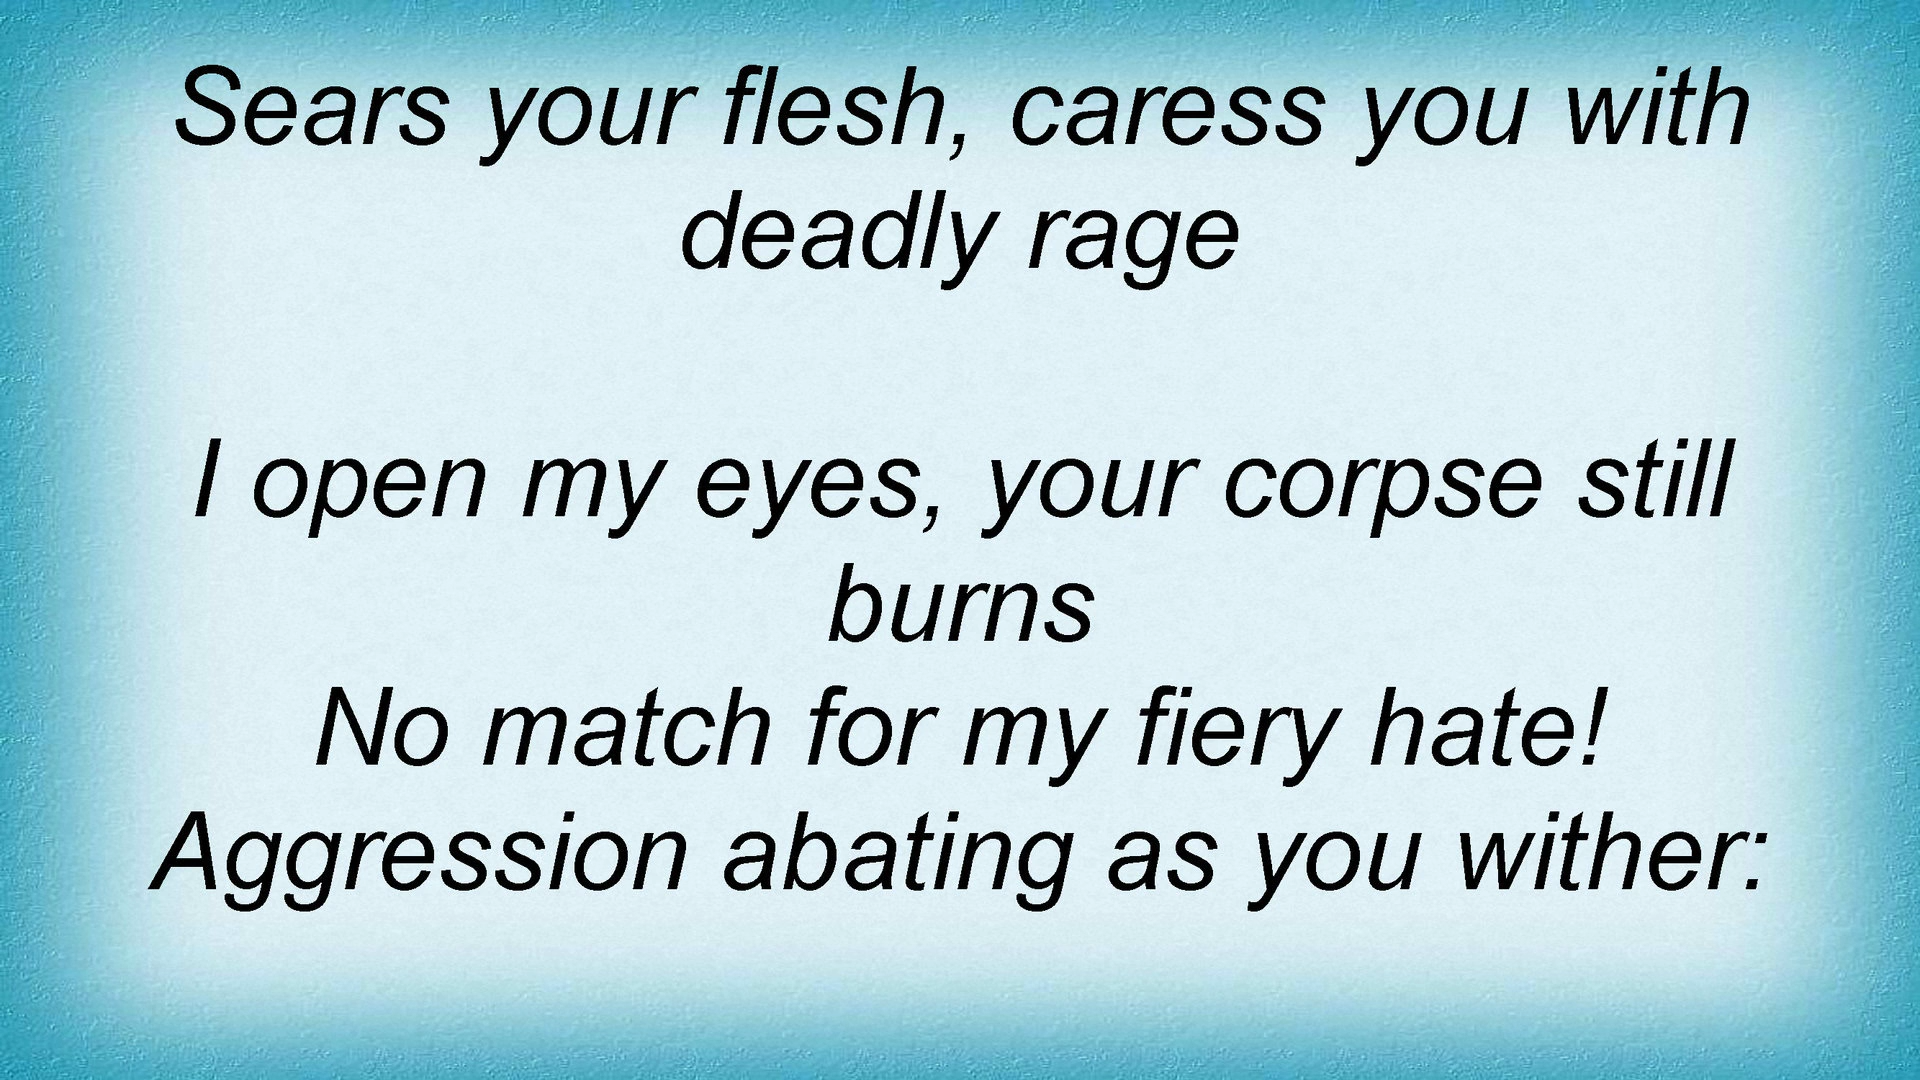 Sears your flesh, caress you with
deadly rage
I open my eyes, your corpse still
burns
No match for my fiery hate!
Aggression abating as you wither: